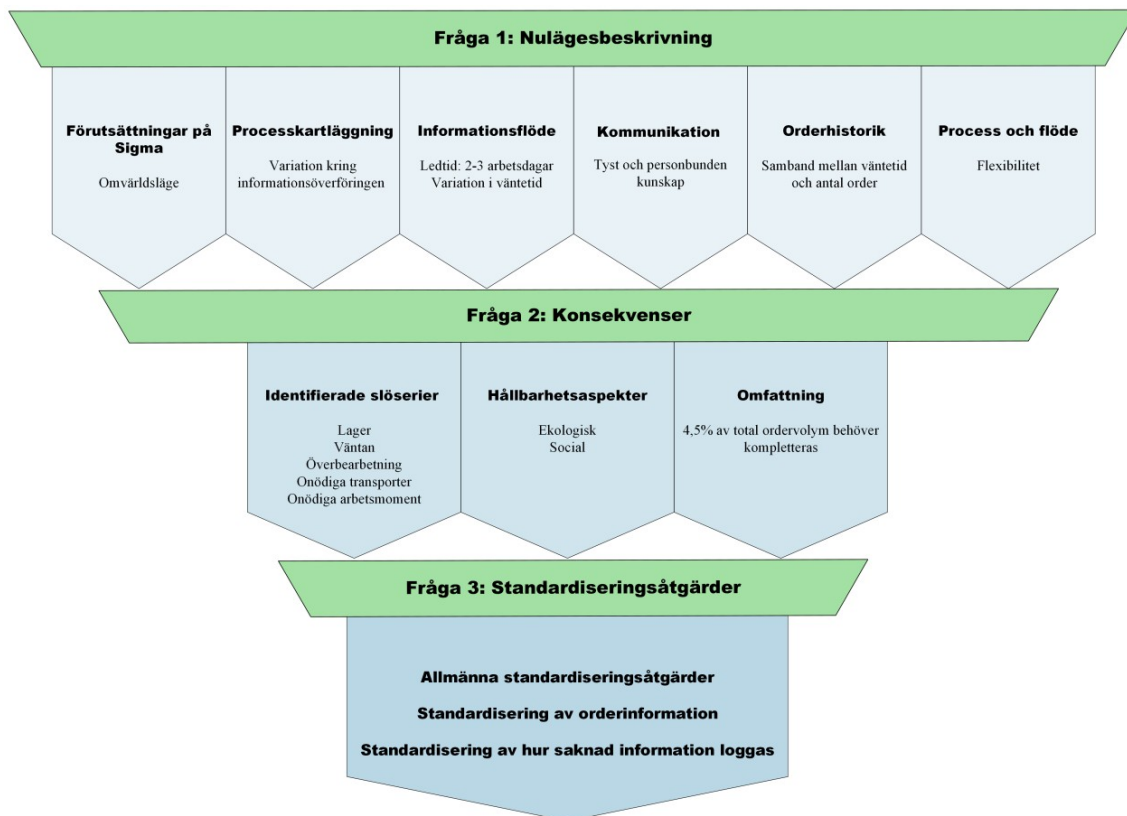 Fråga 1: Nulägesbeskrivning
Förutsättningar på
Sigma
Omvärldsläge
Processkartläggning
Variation kring
informationsöverföringen
Informationsflöde
Ledtid: 2-3 arbetsdagar
Variation i väntetid
Kommunikation
Tyst och personbunden
kunskap
Orderhistorik
Samband mellan väntetid
och antal order
Process och flöde
Flexibilitet
Fråga 2: Konsekvenser
Identifierade slöserier
Lager
Väntan
Överbearbetning
Onödiga transporter
Onödiga arbetsmoment
Hållbarhetsaspekter
Ekologisk
Social
Omfattning
4,5% av total ordervolym behöver
kompletteras
Fråga 3: Standardiseringsåtgärder
Allmänna standardiseringsåtgärder
Standardisering av orderinformation
Standardisering av hur saknad information loggas